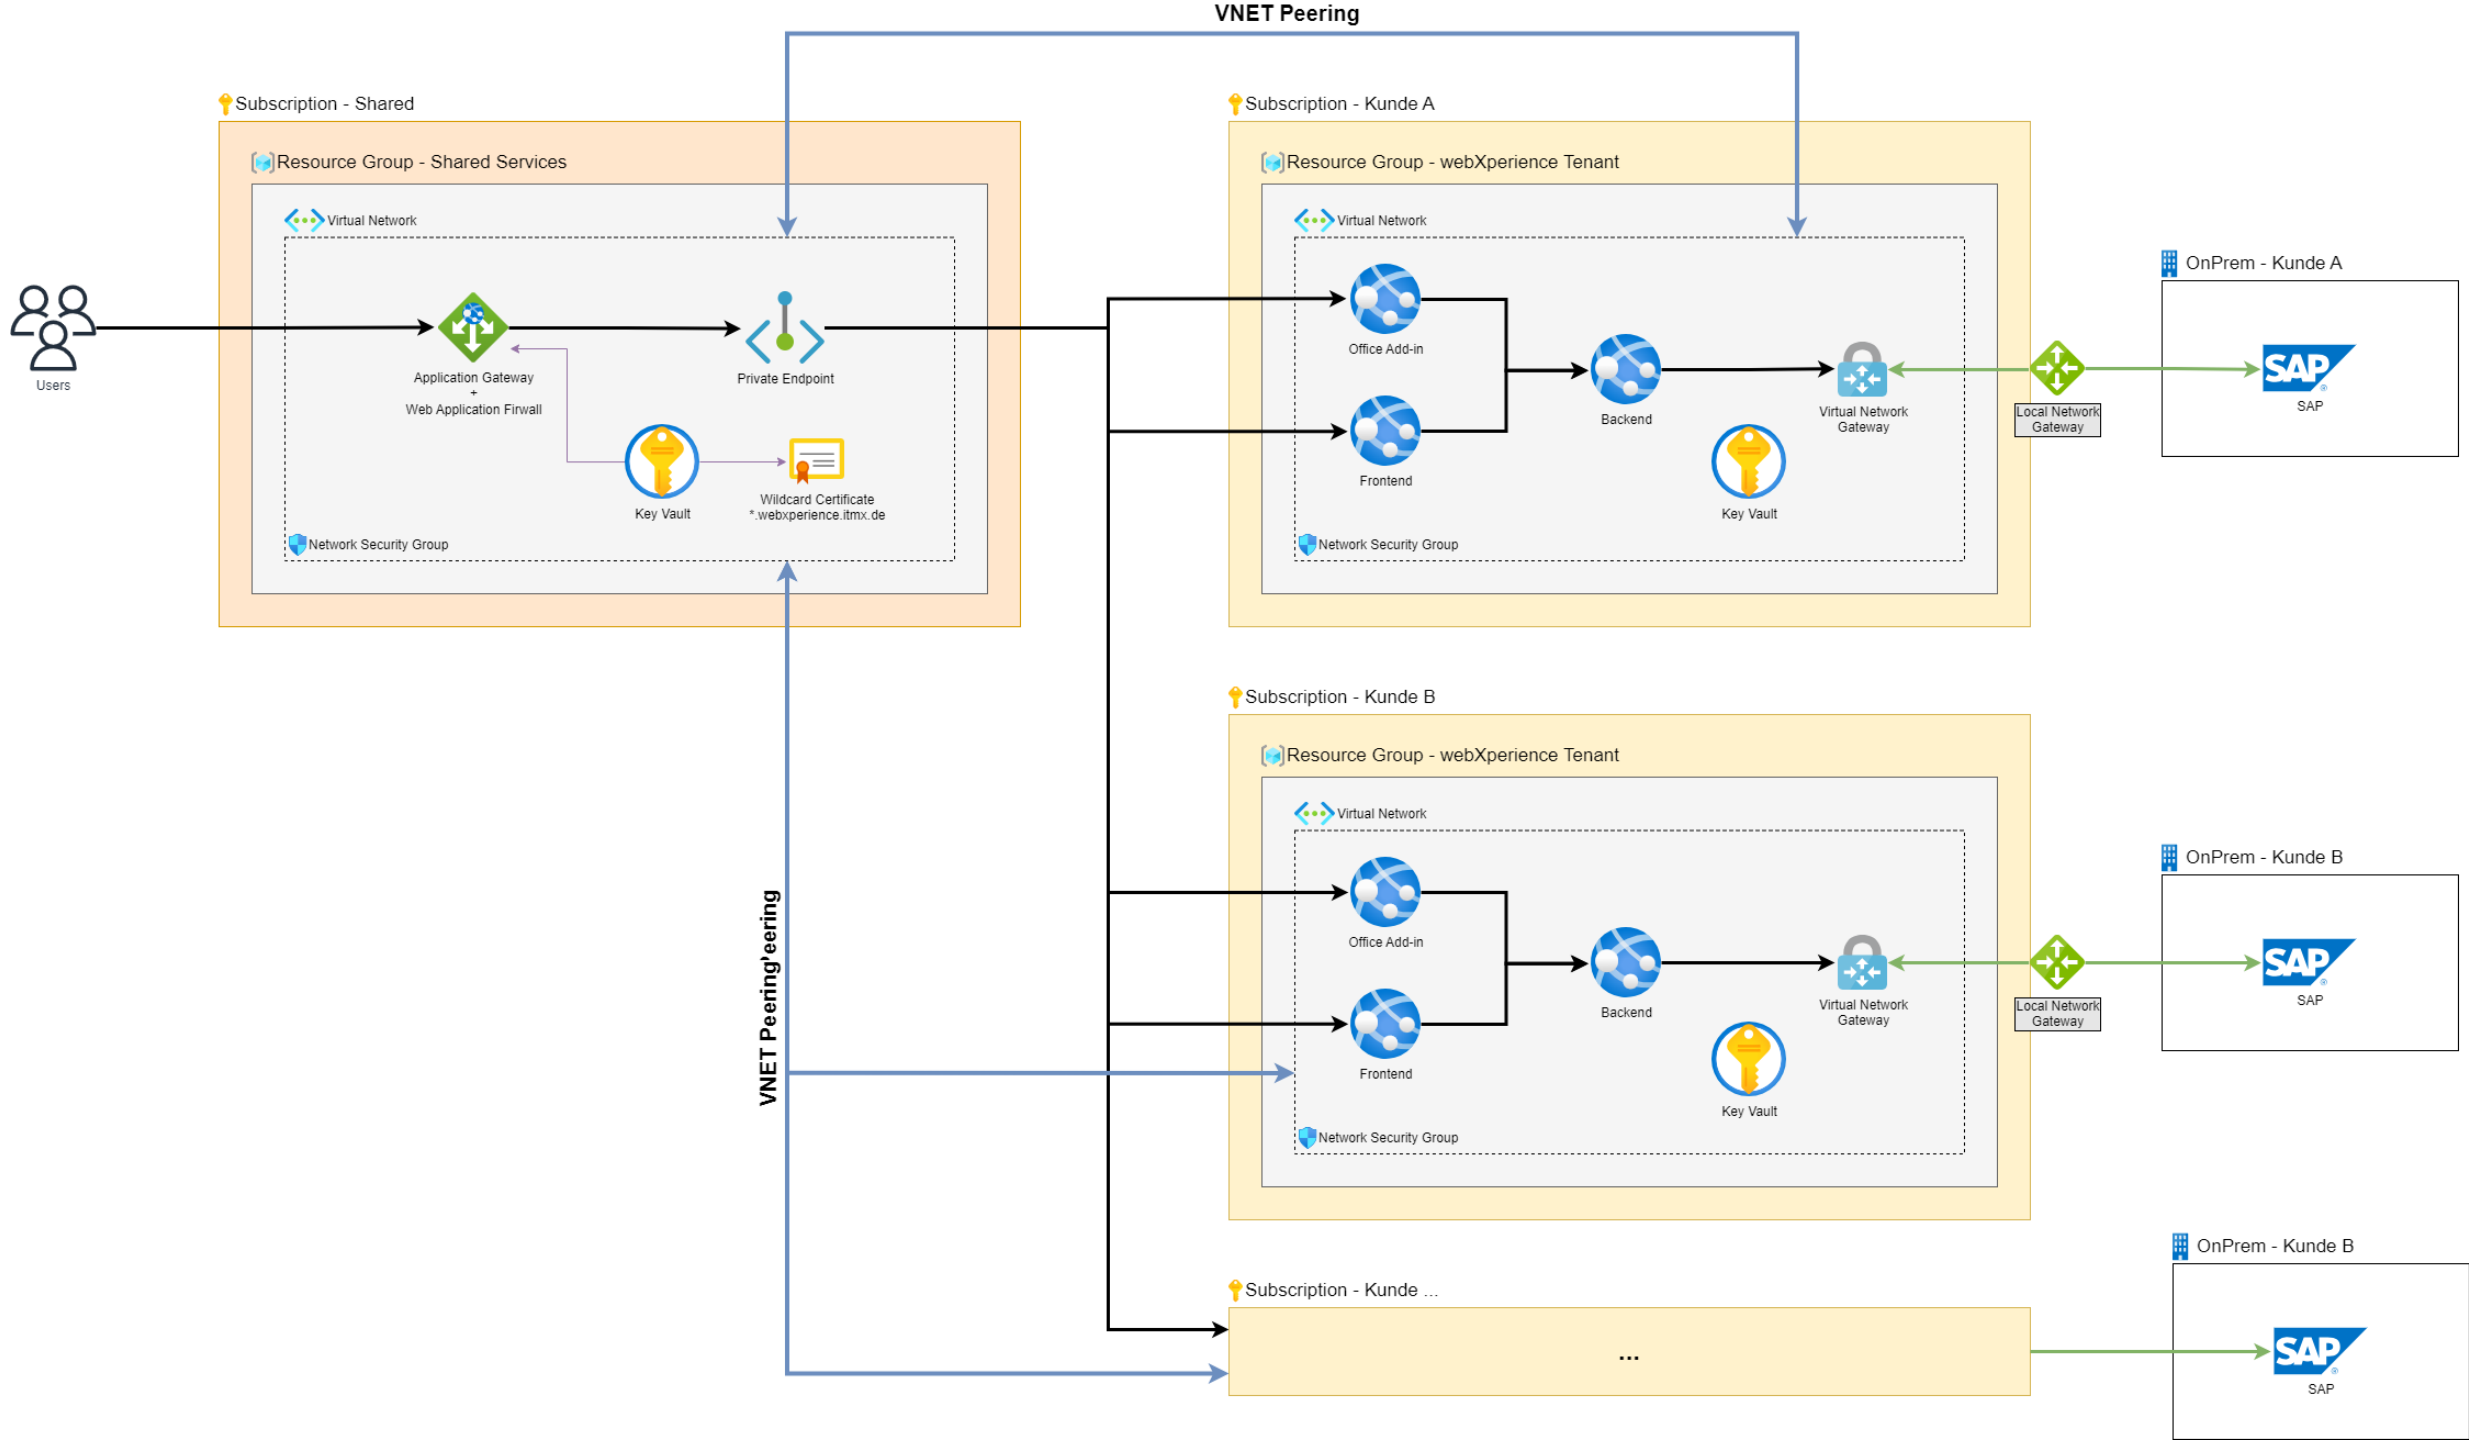 VNET Peering
Subscription - Shared
Resource Group - Shared Services
Virtual Network
Users
Application Gateway
+
Web Application Firwall
Private Endpoint
Key Vault
Wildcard Certificate
*.webxperience.itmx.de
Network Security Group
Subscription - Kunde A
Resource Group - webXperience Tenant
Virtual Network
Office Add-in
Frontend
Backend
Virtual Network
Gateway
Key Vault
Network Security Group
Local Network
Gateway
OnPrem - Kunde A
SAP
®
SAP
VNET Peering
Subscription - Kunde B
Resource Group - webXperience Tenant
Virtual Network
Office Add-in
Frontend
Backend
Virtual Network
Gateway
Key Vault
Network Security Group
Local Network
Gateway
OnPrem - Kunde B
SAP
®
SAP
Subscription - Kunde ...
...
OnPrem - Kunde B
SAP
®
SAP